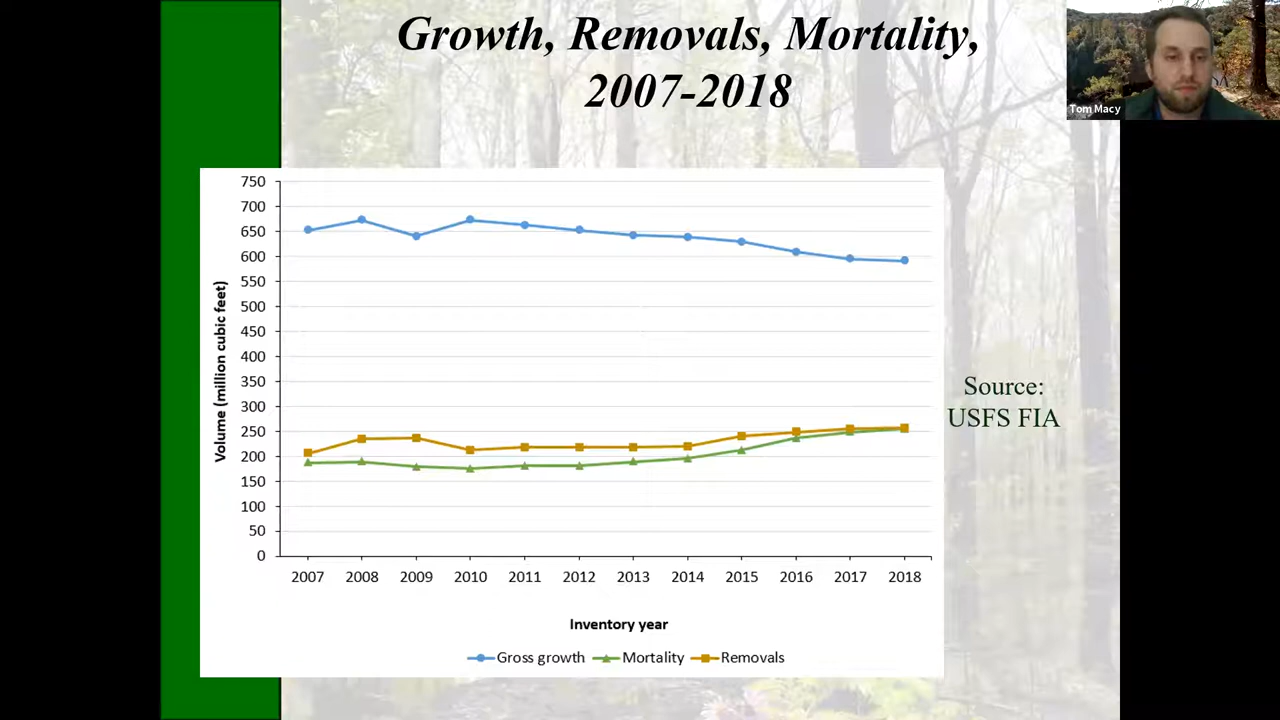 Growth, Removals, Mortality,
2007-2018
Tom Macy
750
700
650
600
550
500
450
400
350
300
250
200
150
100
50
0
Volume (million cubic feet)
2007 2008 2009 2010 2011 2012 2013 2014 2015 2016 2017 2018
Inventory year
Gross growth Mortality Removals
Source:
USFS FIA